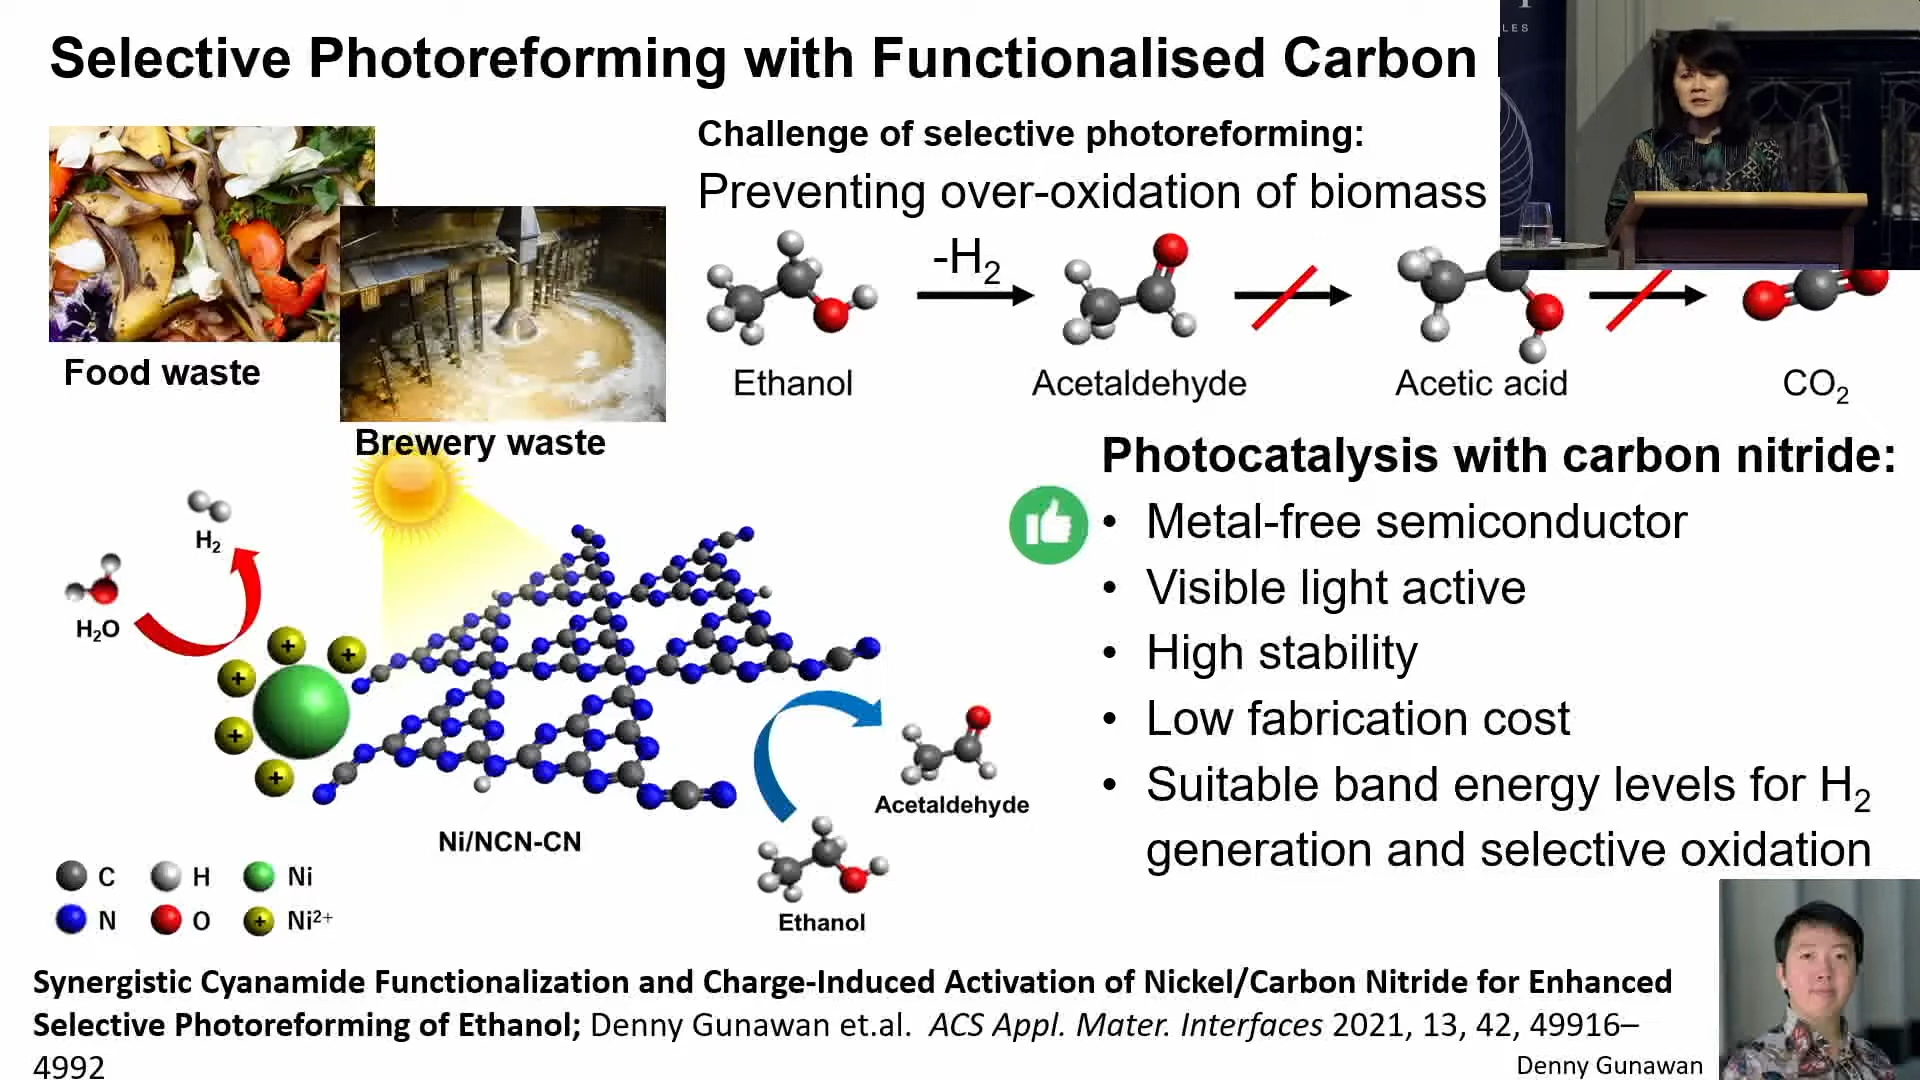 Selective Photoreforming with Functionalised Carbon
LES
Challenge of selective photoreforming:
Preventing over-oxidation of biomass
-H₂
Ethanol
Acetaldehyde
Acetic acid
CO₂
Food waste
Brewery waste
Photocatalysis with carbon nitride:
• Metal-free semiconductor
• Visible light active
• High stability
• Low fabrication cost
• Suitable band energy levels for H₂
generation and selective oxidation
H₂
H₂O
+
+
+
+
+
Ni/NCN-CN
Acetaldehyde
Ethanol
C H Ni
N O + Ni²⁺
Synergistic Cyanamide Functionalization and Charge-Induced Activation of Nickel/Carbon Nitride for Enhanced
Selective Photoreforming of Ethanol; Denny Gunawan et.al. ACS Appl. Mater. Interfaces 2021, 13, 42, 49916–
4992
Denny Gunawan